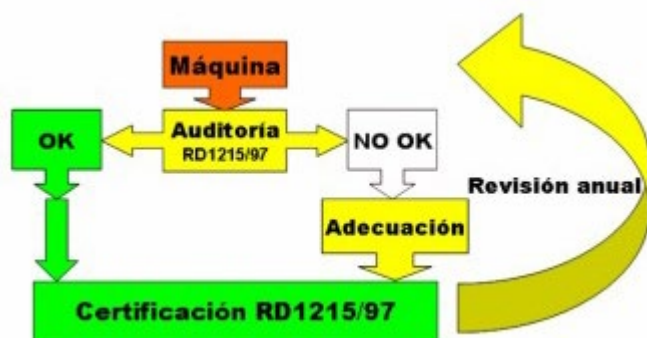 Máquina
OK
Auditoría
RD1215/97
NO OK
Revisión anual
Adecuación
Certificación RD1215/97